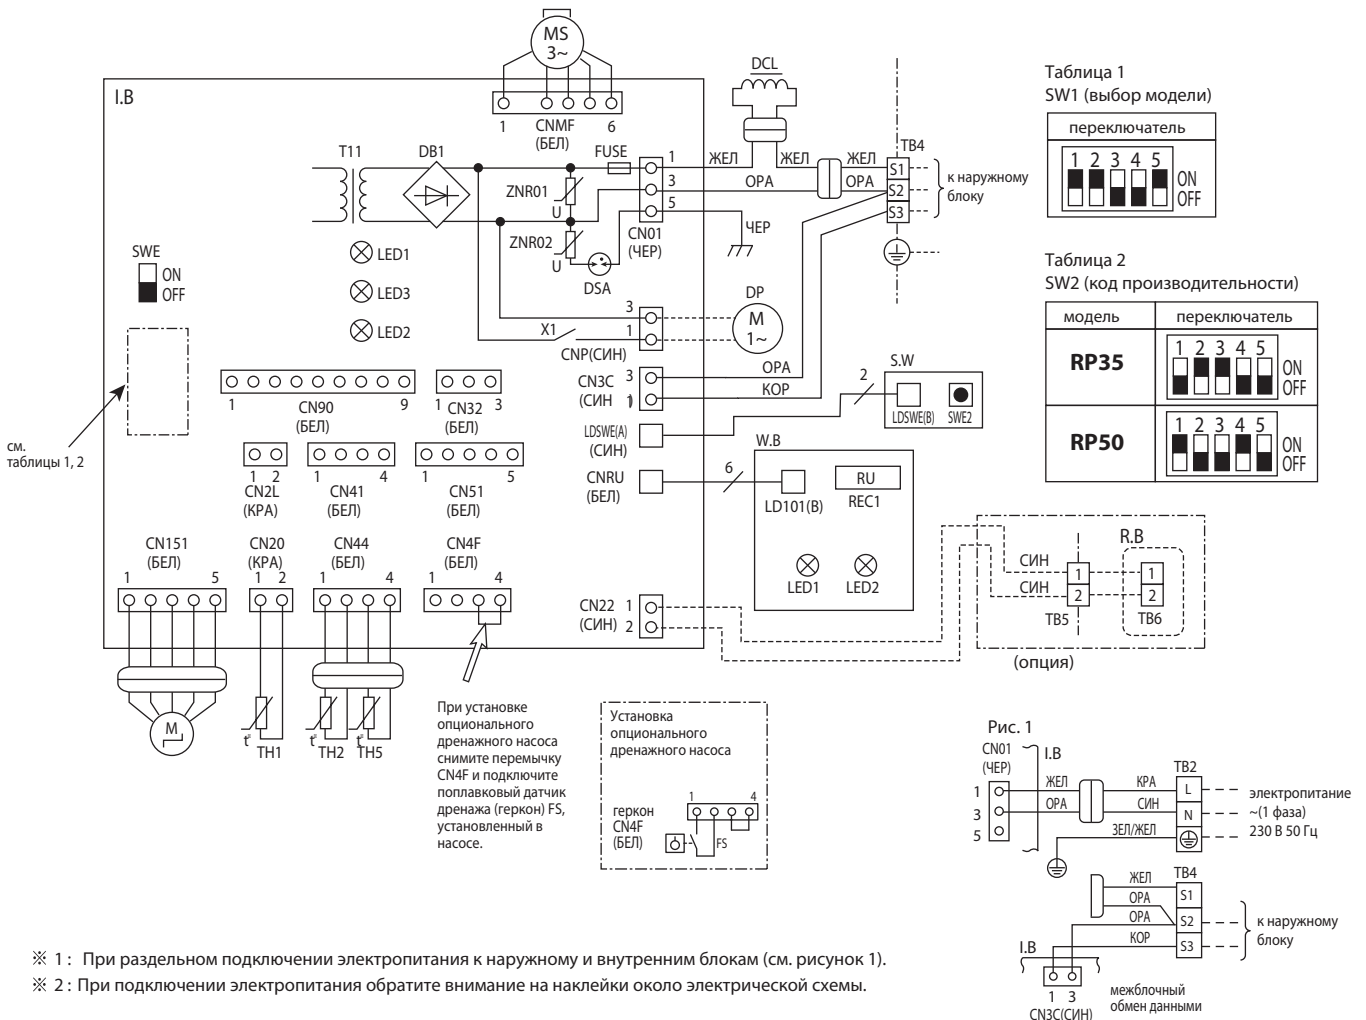 MS
3~
I.B
1 CNMF 6
(БЕЛ)
T11
DB1
FUSE
ZNR01
U
ZNR02
U
DSA
1
3
5
CN01
(ЧЕР)
ЖЕЛ
DCL
ЖЕЛ
ЖЕЛ
ОРА
ОРА
ЧЕР
TB4
S1
S2
S3
к наружному
блоку
SWE
ON
OFF
LED1
LED3
LED2
X1
3
1
CNP(СИН)
DP
M
1~
CN3C
(СИН)
3
1
ОРА
КОР
LDSWE(A)
(СИН)
2
S.W
LDSWE(B)
SWE2
CNRU
(БЕЛ)
6
W.B
LD101(B)
RU
REC1
LED1
LED2
см.
таблицы 1, 2
1 CN90 9
(БЕЛ)
1 CN32 3
(БЕЛ)
1 2
CN2L
(КРА)
1 4
CN41
(БЕЛ)
1 5
CN51
(БЕЛ)
CN151
(БЕЛ)
1 5
CN20
(КРА)
1 2
CN44
(БЕЛ)
1 4
CN4F
(БЕЛ)
1 4
CN22
(СИН)
1
2
M
t°
TH1
t°
TH2
t°
TH5
При установке
опционального
дренажного насоса
снимите перемычку
CN4F и подключите
поплавковый датчик
дренажа (геркон) FS,
установленный в
насосе.
Установка
опционального
дренажного насоса
геркон
CN4F
(БЕЛ)
1 4
FS
СИН
СИН
1
2
TB5
R.B
1
2
TB6
(опция)
Таблица 1
SW1 (выбор модели)
переключатель
1 2 3 4 5
ON
OFF
Таблица 2
SW2 (код производительности)
модель переключатель
RP35
1 2 3 4 5
ON
OFF
RP50
1 2 3 4 5
ON
OFF
Рис. 1
CN01
(ЧЕР)
I.B
1
3
5
ЖЕЛ
ОРА
КРА
СИН
ЗЕЛ/ЖЕЛ
TB2
L
N
электропитание
~(1 фаза)
230 В 50 Гц
TB4
ЖЕЛ
ОРА
ОРА
КОР
S1
S2
S3
к наружному
блоку
I.B
1 3
CN3C(СИН)
межблочный
обмен данными
※ 1 : При раздельном подключении электропитания к наружному и внутренним блокам (см. рисунок 1).
※ 2 : При подключении электропитания обратите внимание на наклейки около электрической схемы.